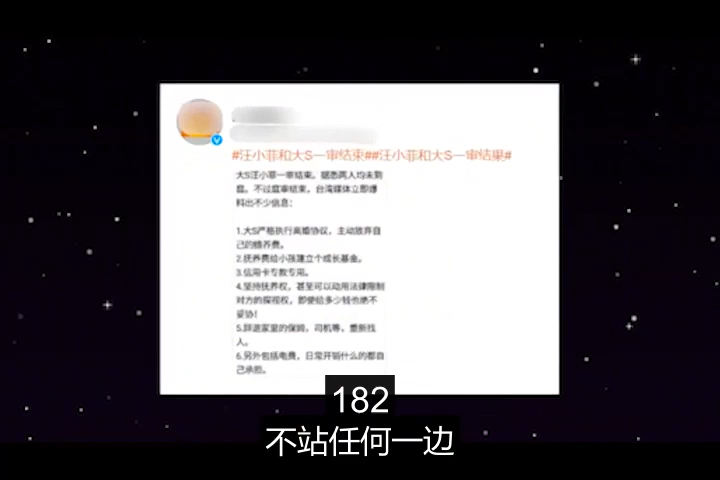 #汪小菲和大S一审结束##汪小菲和大S一审结果#
大S汪小菲一审结束。据悉两人均未到
庭。不过庭审结束，台湾媒体立即爆
料出不少信息：
1.大S严格执行离婚协议，主动放弃自
己的赡养费。
2.抚养费给小孩建立个成长基金。
3.信用卡专款专用。
4.坚持抚养权，甚至可以动用法律限制
对方的探视权，即使给多少钱也绝不
妥协！
5.辞退家里的保姆，司机等，重新找
人。
6.另外包括电费，日常开销什么的都自
己承担。
182
不站任何一边